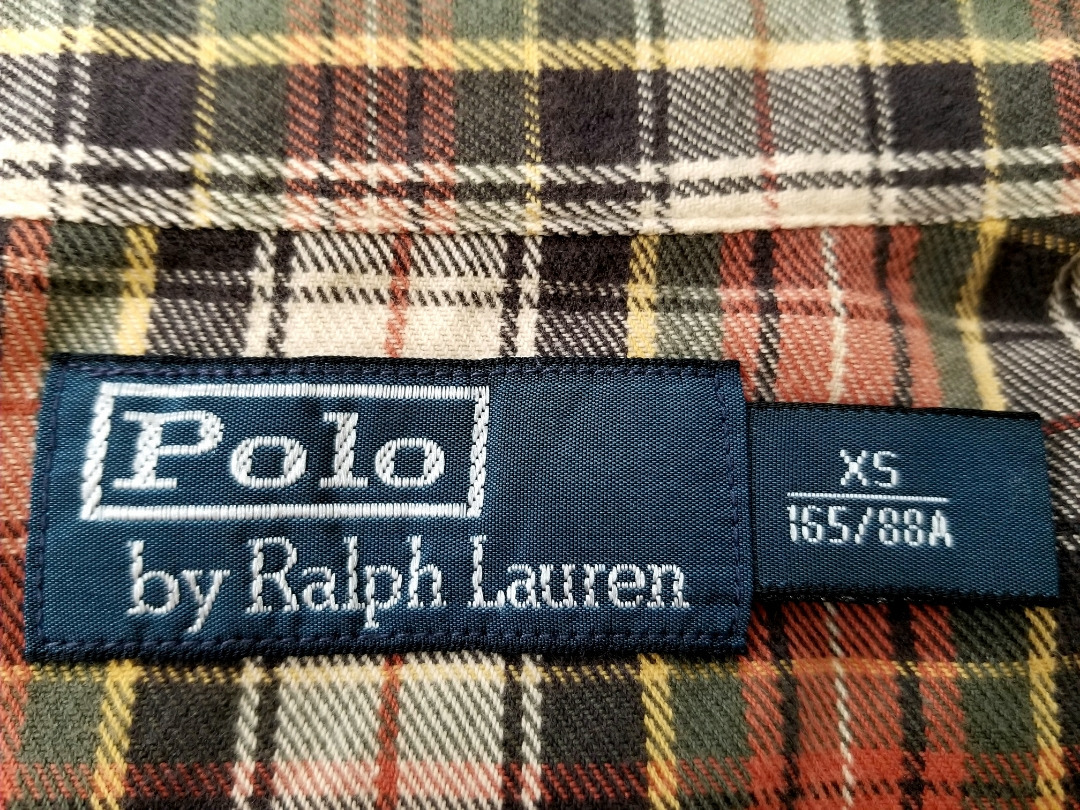 Polo
by Ralph Lauren
XS
165/88A